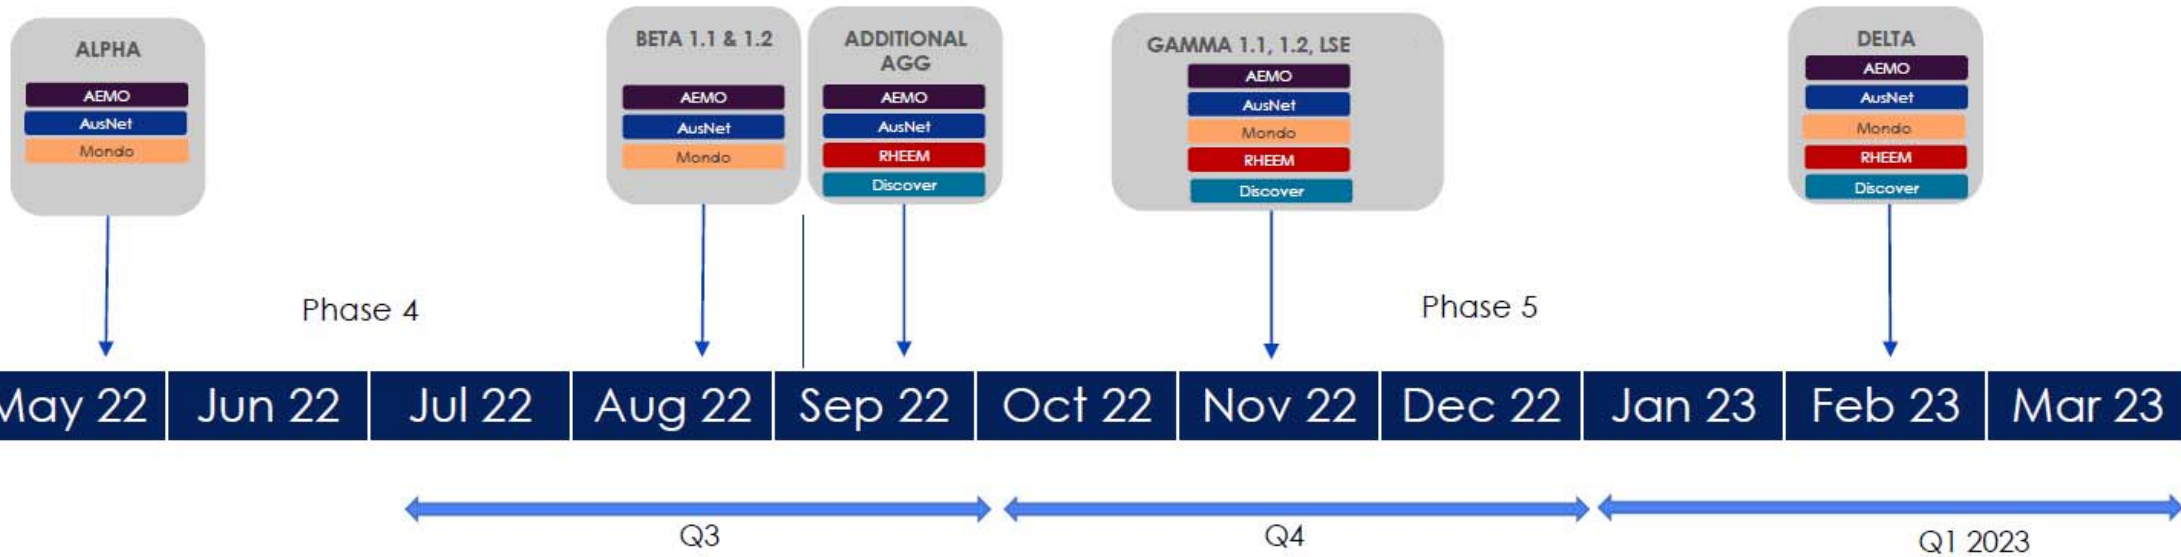 ALPHA
AEMO
AusNet
Mondo
BETA 1.1 & 1.2
AEMO
AusNet
Mondo
ADDITIONAL
AGG
AEMO
AusNet
RHEEM
Discover
GAMMA 1.1, 1.2, LSE
AEMO
AusNet
Mondo
RHEEM
Discover
DELTA
AEMO
AusNet
Mondo
RHEEM
Discover
Phase 4
Phase 5
May 22
Jun 22
Jul 22
Aug 22
Sep 22
Oct 22
Nov 22
Dec 22
Jan 23
Feb 23
Mar 23
Q3
Q4
Q1 2023